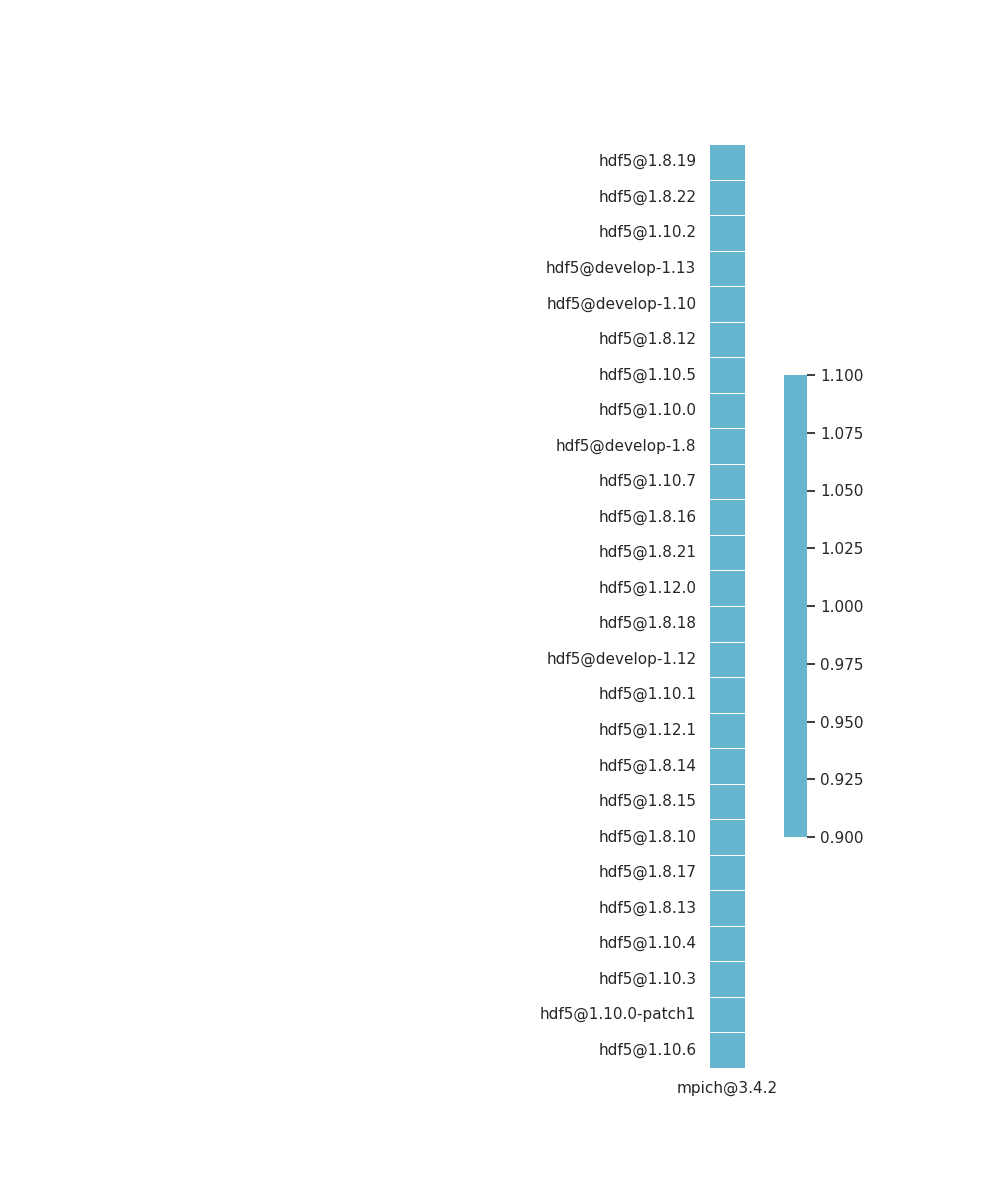 hdf5@1.8.19
hdf5@1.8.22
hdf5@1.10.2
hdf5@develop-1.13
hdf5@develop-1.10
hdf5@1.8.12
hdf5@1.10.5
hdf5@1.10.0
hdf5@develop-1.8
hdf5@1.10.7
hdf5@1.8.16
hdf5@1.8.21
hdf5@1.12.0
hdf5@1.8.18
hdf5@develop-1.12
hdf5@1.10.1
hdf5@1.12.1
hdf5@1.8.14
hdf5@1.8.15
hdf5@1.8.10
hdf5@1.8.17
hdf5@1.8.13
hdf5@1.10.4
hdf5@1.10.3
hdf5@1.10.0-patch1
hdf5@1.10.6
mpich@3.4.2
1.100
1.075
1.050
1.025
1.000
0.975
0.950
0.925
0.900